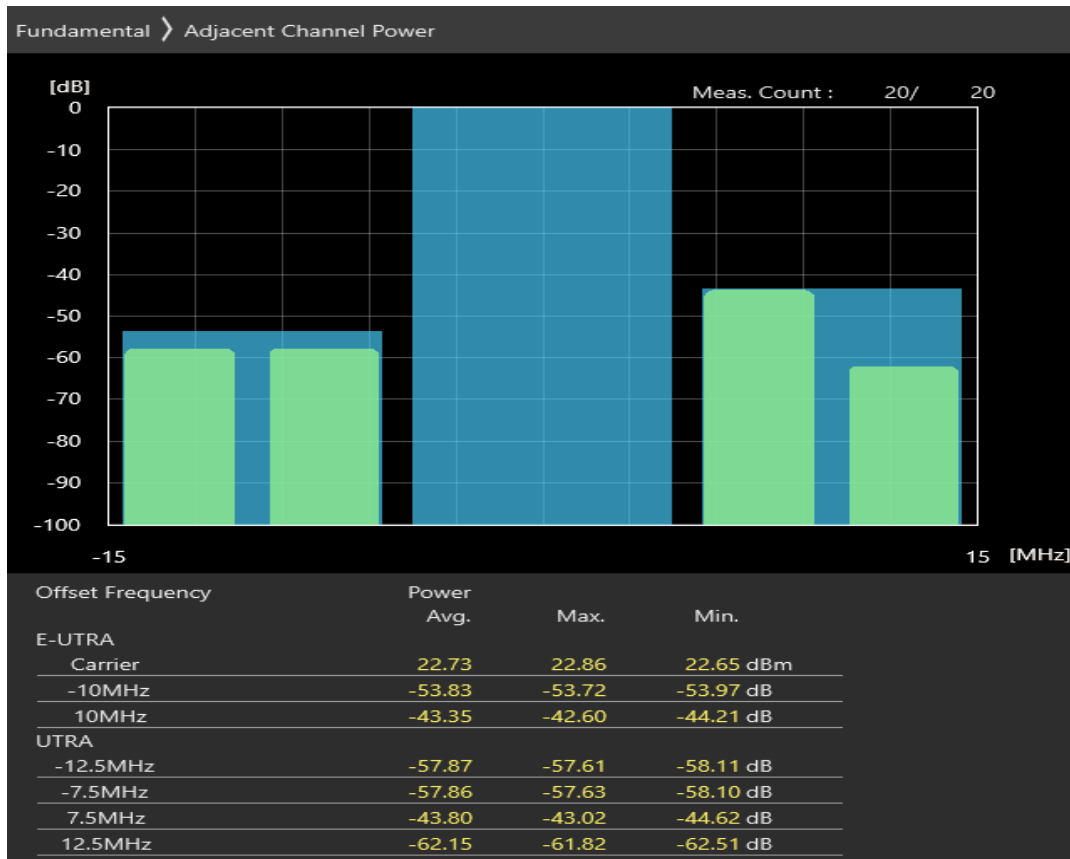 Fundamental ❯ Adjacent Channel Power
[dB]
Meas. Count : 20/ 20
0
-10
-20
-30
-40
-50
-60
-70
-80
-90
-100
-15 15 [MHz]
Offset Frequency Power
Avg. Max. Min.
E-UTRA
Carrier 22.73 22.86 22.65 dBm
-10MHz -53.83 -53.72 -53.97 dB
10MHz -43.35 -42.60 -44.21 dB
UTRA
-12.5MHz -57.87 -57.61 -58.11 dB
-7.5MHz -57.86 -57.63 -58.10 dB
7.5MHz -43.80 -43.02 -44.62 dB
12.5MHz -62.15 -61.82 -62.51 dB